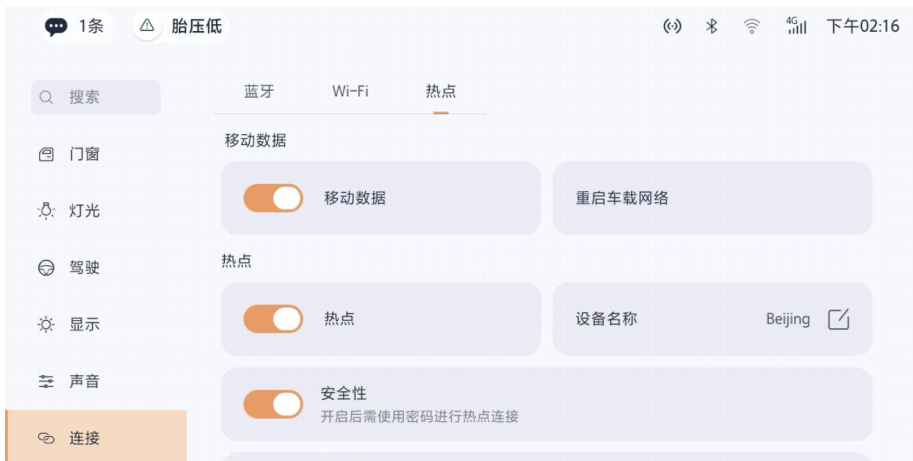 1条 胎压低 4G 下午02:16
搜索
门窗
灯光
驾驶
显示
声音
连接
蓝牙 Wi-Fi 热点
移动数据
移动数据 重启车载网络
热点
热点 设备名称 Beijing
安全性
开启后需使用密码进行热点连接